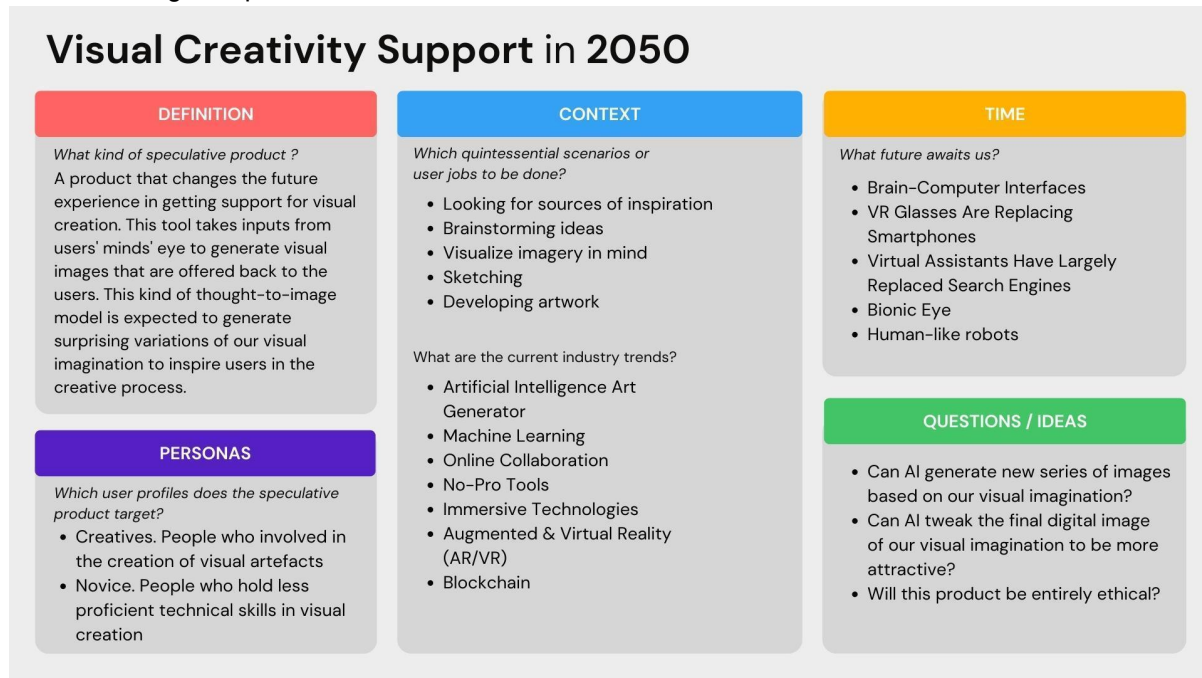 Visual Creativity Support in 2050
DEFINITION
What kind of speculative product ?
A product that changes the future
experience in getting support for visual
creation. This tool takes inputs from
users' minds' eye to generate visual
images that are offered back to the
users. This kind of thought-to-image
model is expected to generate
surprising variations of our visual
imagination to inspire users in the
creative process.
PERSONAS
Which user profiles does the speculative
product target?
• Creatives. People who involved in
the creation of visual artefacts
• Novice. People who hold less
proficient technical skills in visual
creation
CONTEXT
Which quintessential scenarios or
user jobs to be done?
• Looking for sources of inspiration
• Brainstorming ideas
• Visualize imagery in mind
• Sketching
• Developing artwork
What are the current industry trends?
• Artificial Intelligence Art
Generator
• Machine Learning
• Online Collaboration
• No-Pro Tools
• Immersive Technologies
• Augmented & Virtual Reality
(AR/VR)
• Blockchain
TIME
What future awaits us?
• Brain-Computer Interfaces
• VR Glasses Are Replacing
Smartphones
• Virtual Assistants Have Largely
Replaced Search Engines
• Bionic Eye
• Human-like robots
QUESTIONS / IDEAS
• Can AI generate new series of images
based on our visual imagination?
• Can AI tweak the final digital image
of our visual imagination to be more
attractive?
• Will this product be entirely ethical?